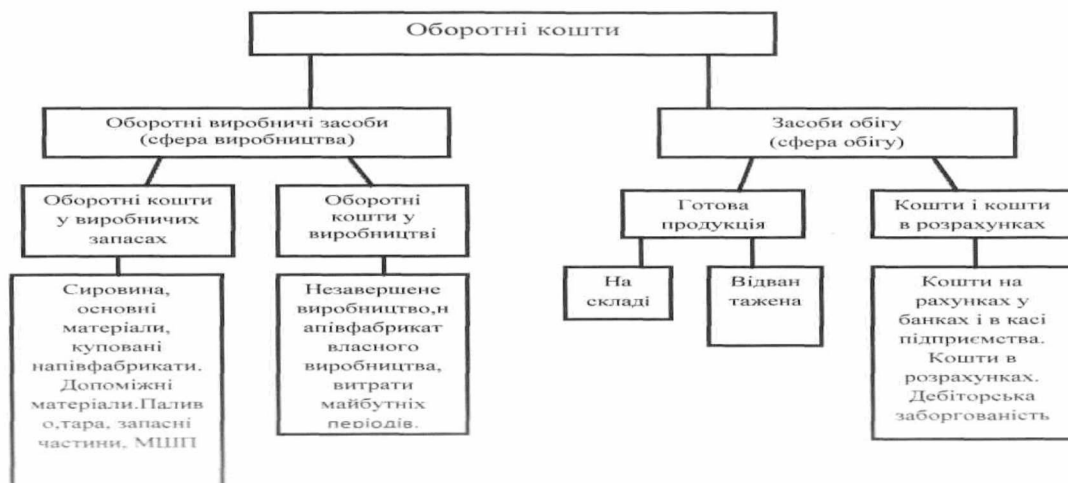 Оборотні кошти
Оборотні виробничі засоби
(сфера виробництва)
Засоби обігу
(сфера обігу)
Оборотні кошти
у виробничих
запасах
Оборотні
кошти у
виробництві
Готова
продукція
Кошти і кошти
в розрахунках
Сировина,
основні
матеріали,
куповані
напівфабрикати.
Допоміжні
матеріали.Палив
о,тара, запасні
частини, МШП
Незавершене
виробництво,н
апівфабрикат
власного
виробництва,
витрати
майбутніх
періодів.
На
складі
Відван
тажена
Кошти на
рахунках у
банках і в касі
підприємства.
Кошти в
розрахунках.
Дебіторська
заборгованість